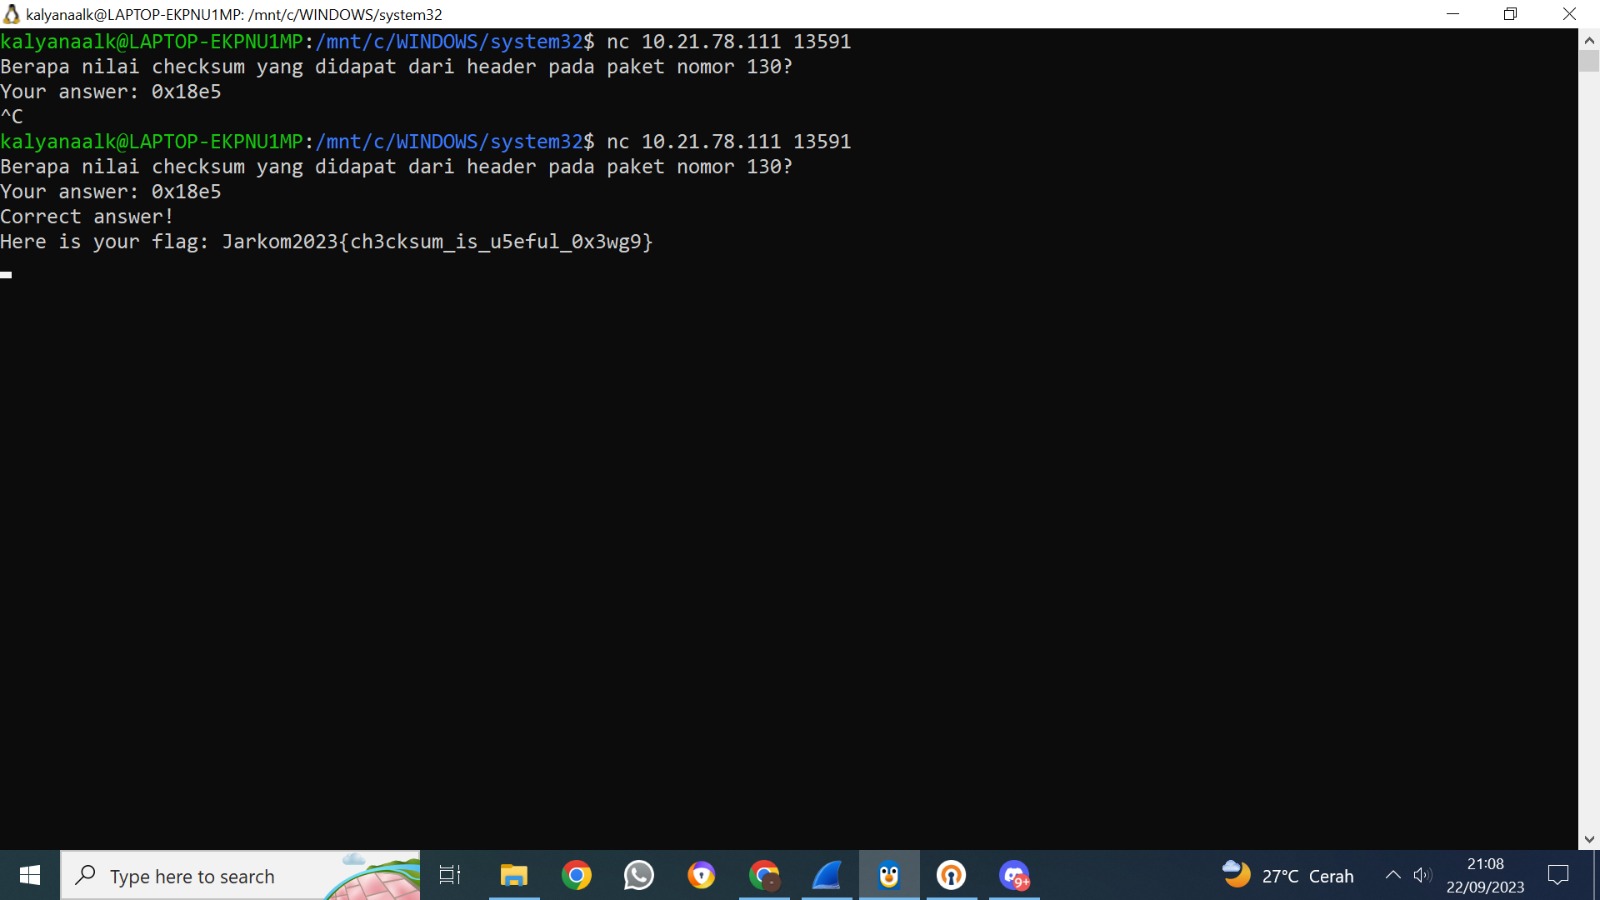 kalyanaalk@LAPTOP-EKPNU1MP: /mnt/c/WINDOWS/system32
kalyanaalk@LAPTOP-EKPNU1MP:/mnt/c/WINDOWS/system32$ nc 10.21.78.111 13591
Berapa nilai checksum yang didapat dari header pada paket nomor 130?
Your answer: 0x18e5
^C
kalyanaalk@LAPTOP-EKPNU1MP:/mnt/c/WINDOWS/system32$ nc 10.21.78.111 13591
Berapa nilai checksum yang didapat dari header pada paket nomor 130?
Your answer: 0x18e5
Correct answer!
Here is your flag: Jarkom2023{ch3cksum_is_u5eful_0x3wg9}
Type here to search
9+
27°C Cerah
21:08
22/09/2023